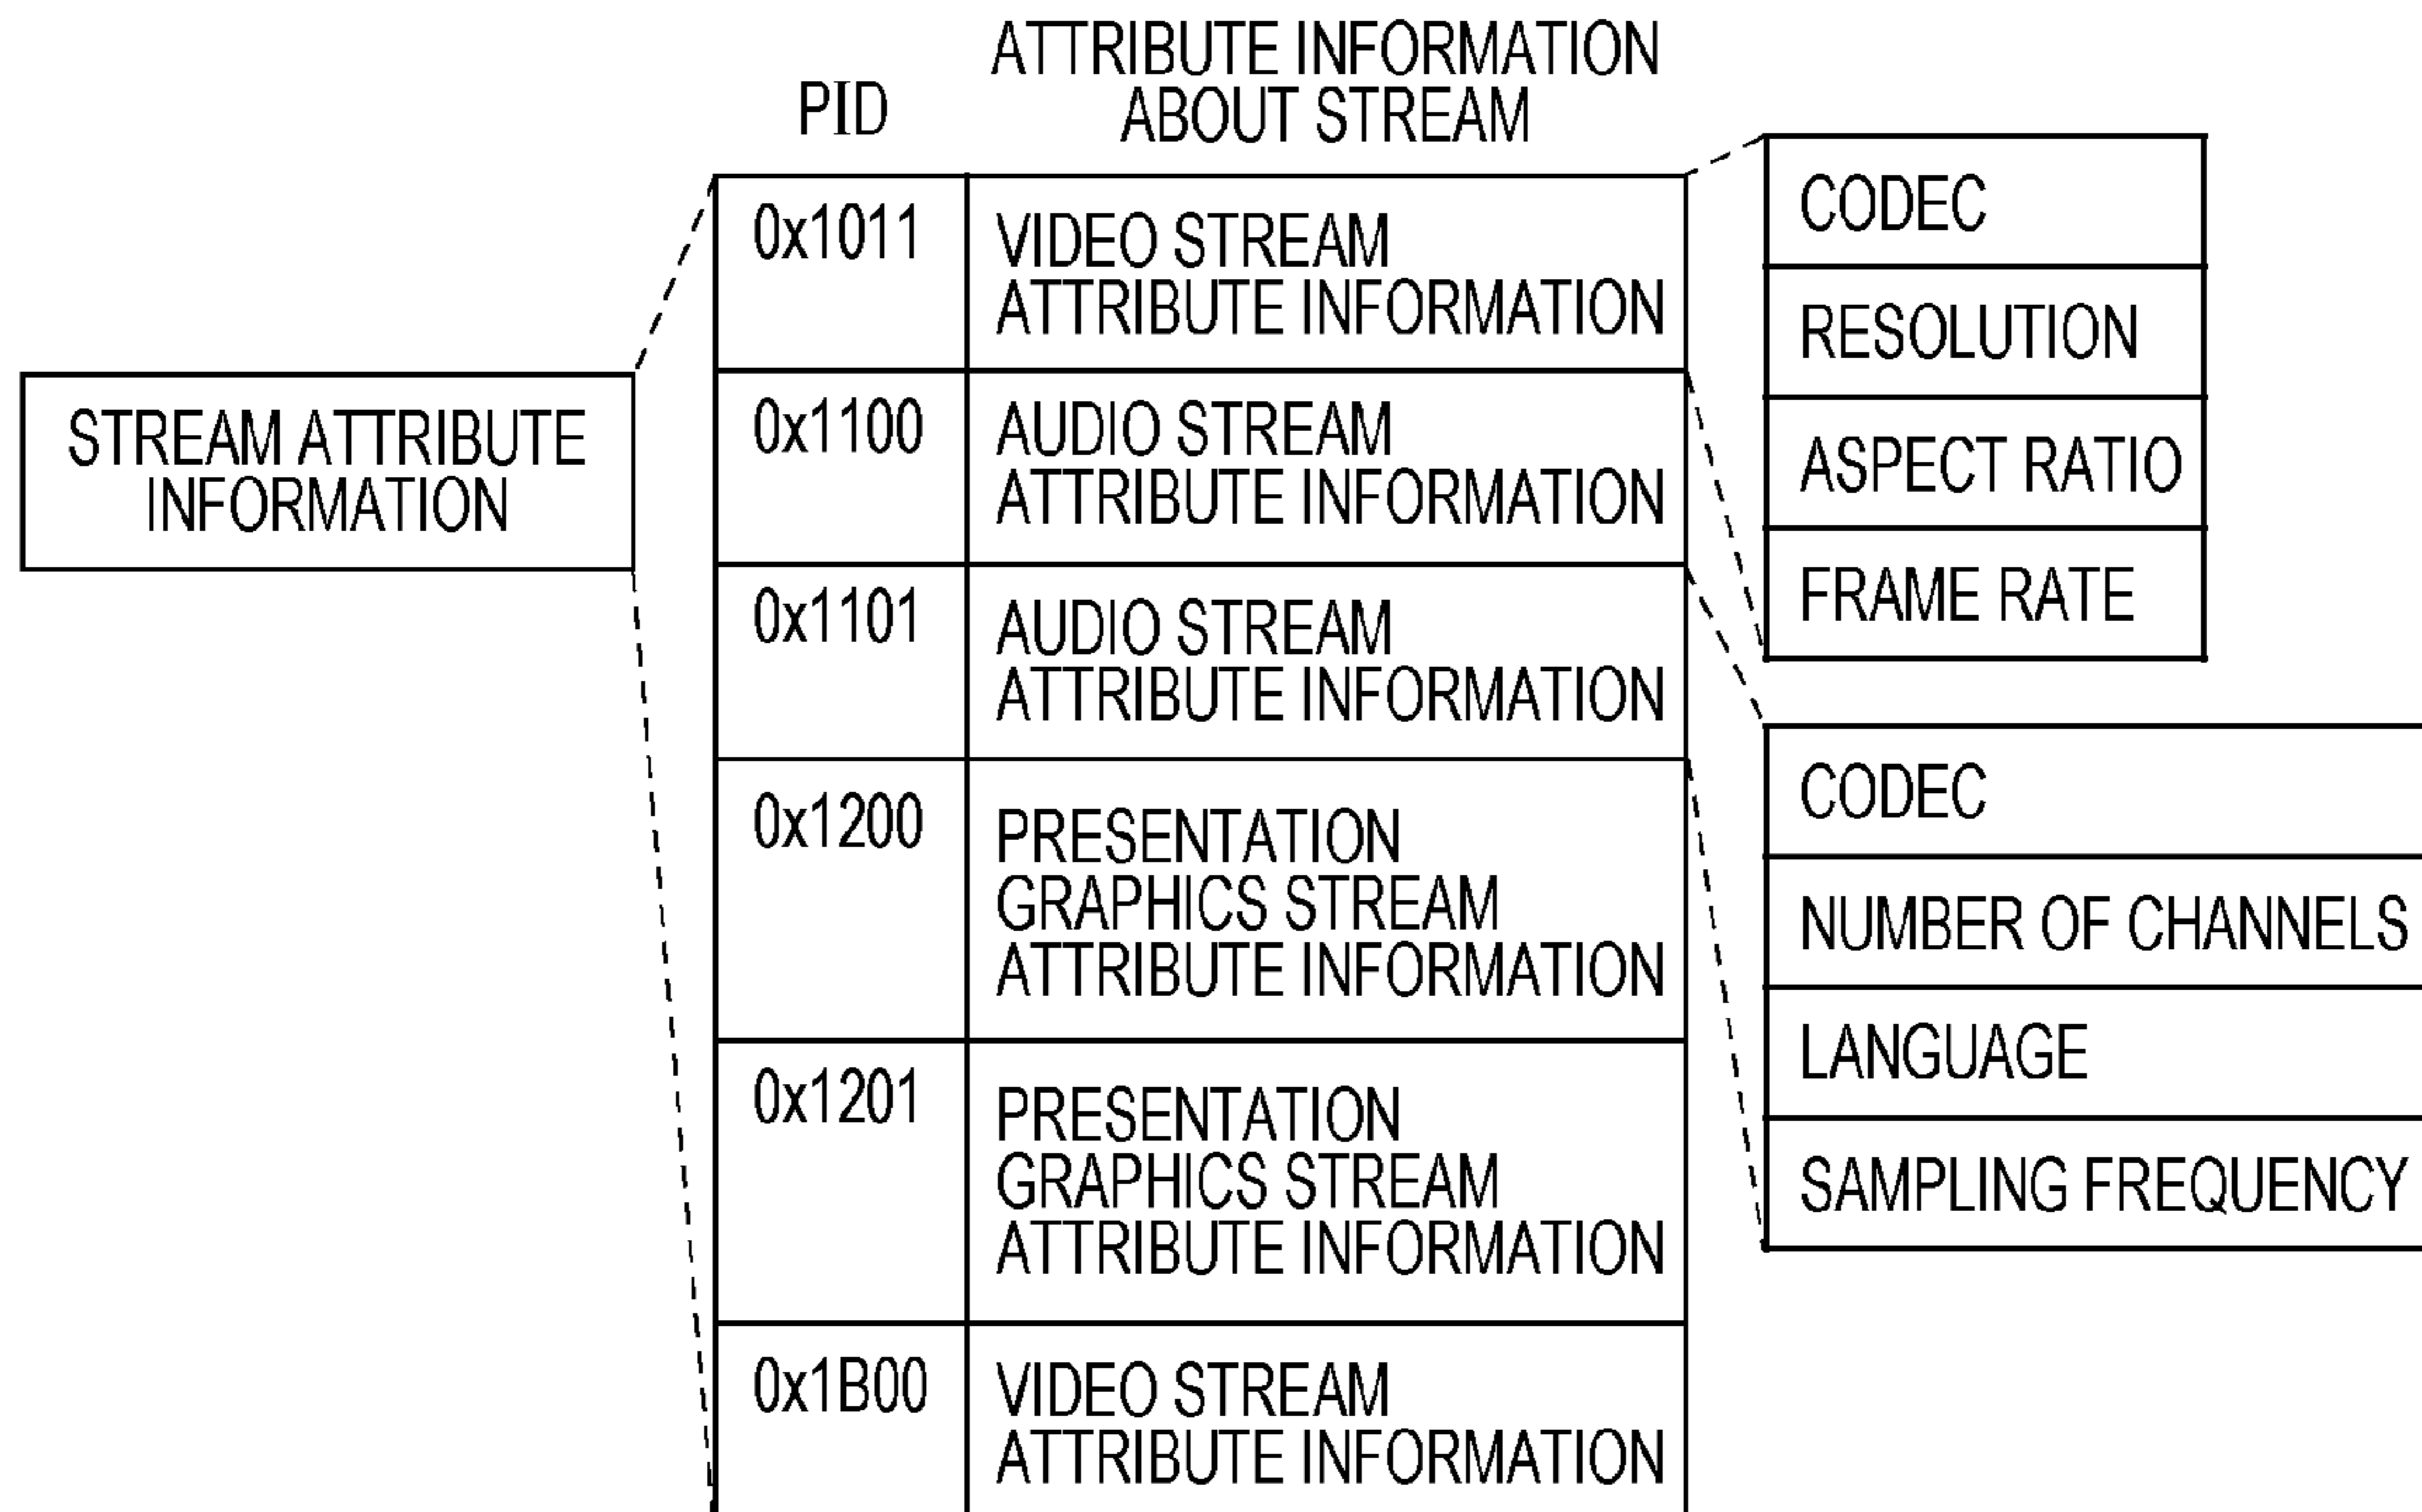 PID
ATTRIBUTE INFORMATION
ABOUT STREAM
STREAM ATTRIBUTE
INFORMATION
0x1011
VIDEO STREAM
ATTRIBUTE INFORMATION
0x1100
AUDIO STREAM
ATTRIBUTE INFORMATION
0x1101
AUDIO STREAM
ATTRIBUTE INFORMATION
0x1200
PRESENTATION
GRAPHICS STREAM
ATTRIBUTE INFORMATION
0x1201
PRESENTATION
GRAPHICS STREAM
ATTRIBUTE INFORMATION
0x1B00
VIDEO STREAM
ATTRIBUTE INFORMATION
CODEC
RESOLUTION
ASPECT RATIO
FRAME RATE
CODEC
NUMBER OF CHANNELS
LANGUAGE
SAMPLING FREQUENCY